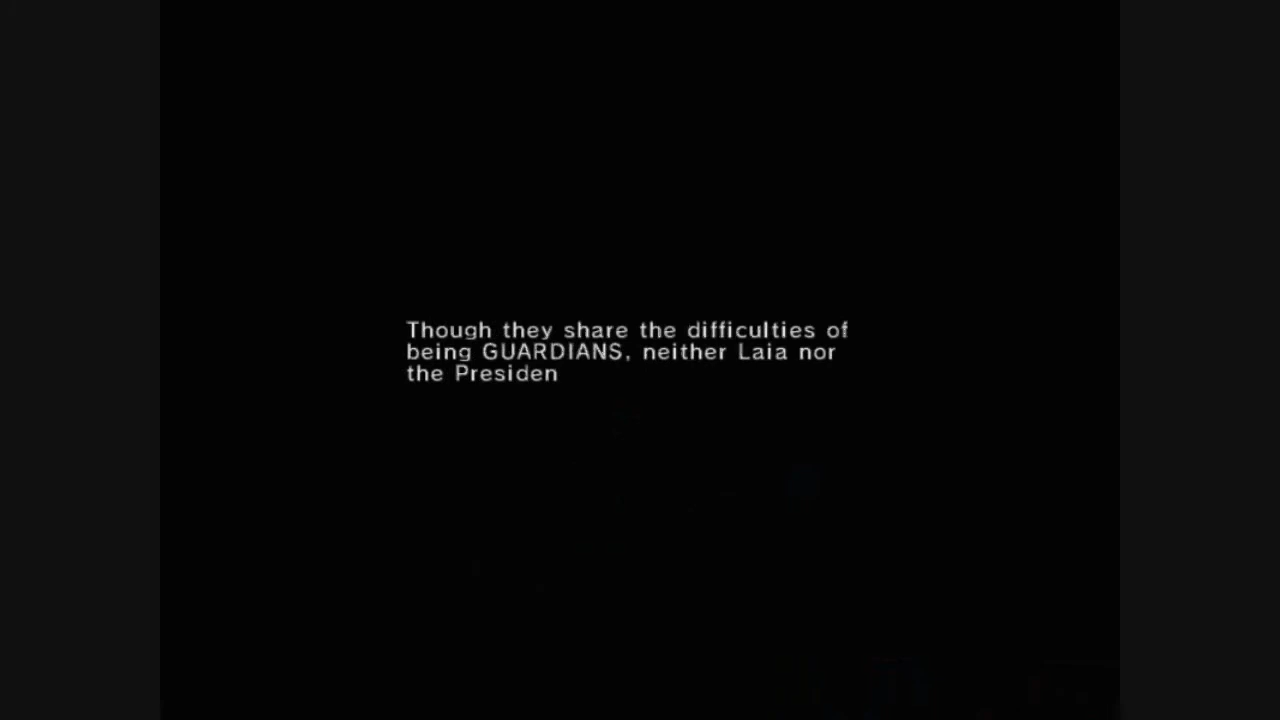 Though they share the difficulties of
being GUARDIANS, neither Laia nor
the Presiden